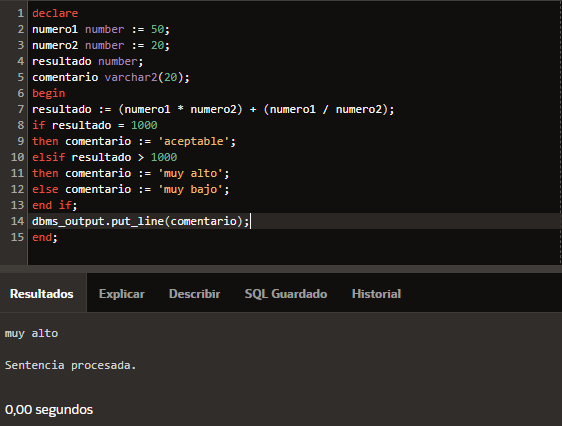 1 declare
2 numero1 number := 50;
3 numero2 number := 20;
4 resultado number;
5 comentario varchar2(20);
6 begin
7 resultado := (numero1 * numero2) + (numero1 / numero2);
8 if resultado = 1000
9 then comentario := 'aceptable';
10 elsif resultado > 1000
11 then comentario := 'muy alto';
12 else comentario := 'muy bajo';
13 end if;
14 dbms_output.put_line(comentario);
15 end;
Resultados Explicar Describir SQL Guardado Historial
muy alto
Sentencia procesada.
0,00 segundos